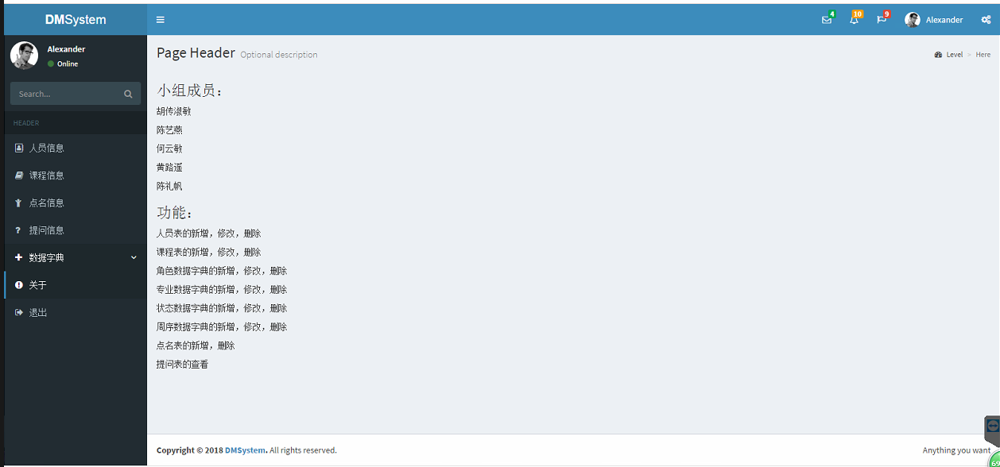 DMSystem
4
10
9
Alexander
Alexander
Online
Search...
HEADER
人员信息
课程信息
点名信息
提问信息
数据字典
关于
退出
Page Header Optional description
Level > Here
小组成员：
胡传淑敏
陈艺燕
何云敏
黄路遥
陈礼帆
功能：
人员表的新增，修改，删除
课程表的新增，修改，删除
角色数据字典的新增，修改，删除
专业数据字典的新增，修改，删除
状态数据字典的新增，修改，删除
周序数据字典的新增，修改，删除
点名表的新增，删除
提问表的查看
Copyright © 2018 DMSystem. All rights reserved.
Anything you want